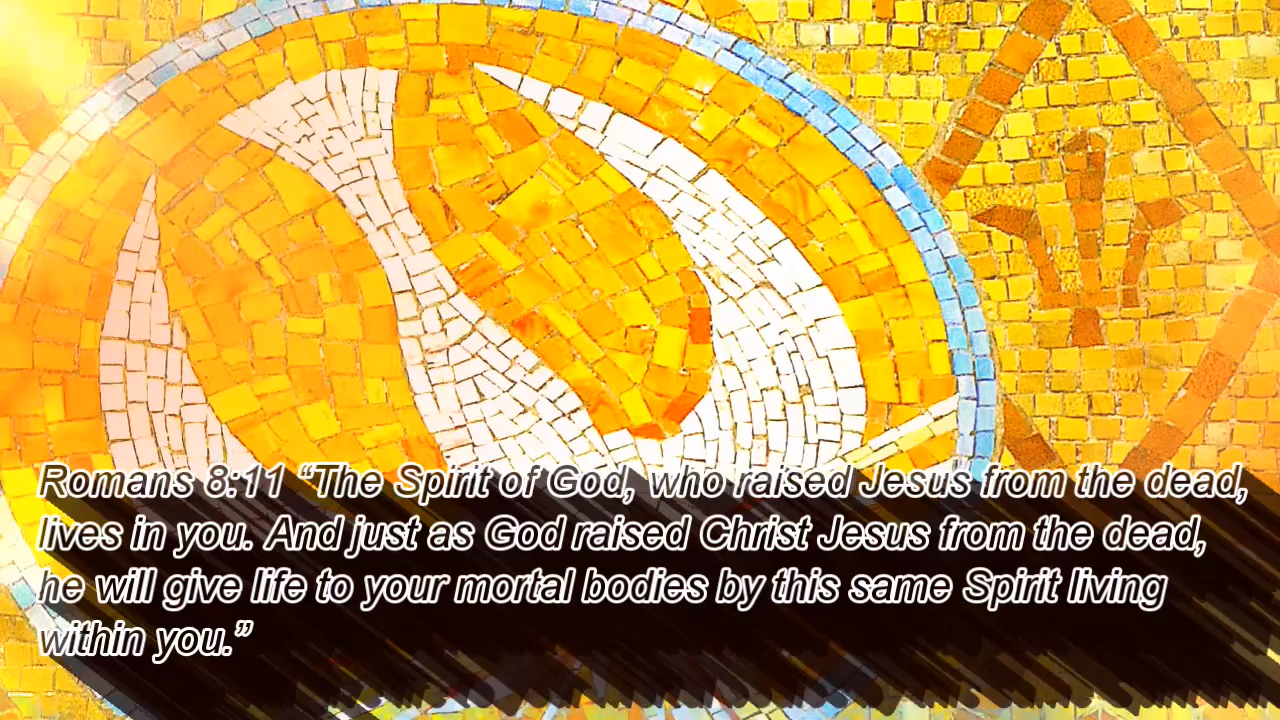 Romans 8:11 “The Spirit of God, who raised Jesus from the dead,
lives in you. And just as God raised Christ Jesus from the dead,
he will give life to your mortal bodies by this same Spirit living
within you.”